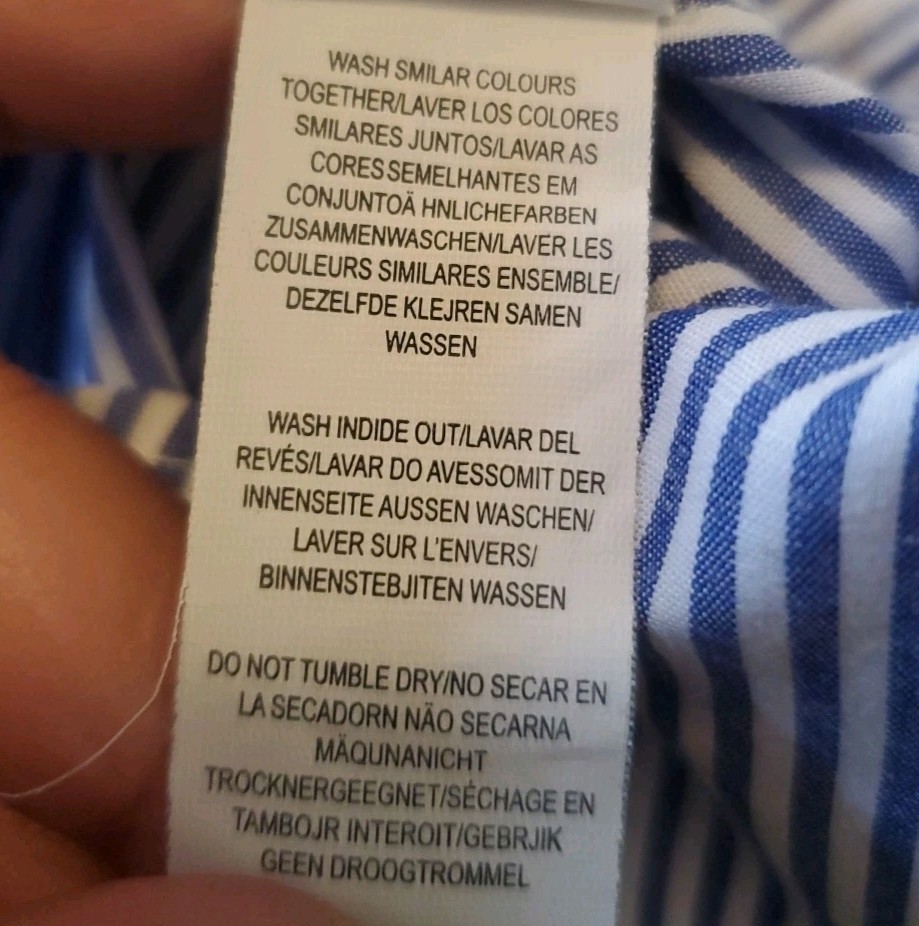 WASH SMILAR COLOURS
TOGETHER/LAVER LOS COLORES
SMILARES JUNTOS/LAVAR AS
CORES SEMELHANTES EM
CONJUNTOÄ HNLICHEFARBEN
ZUSAMMENWASCHEN/LAVER LES
COULEURS SIMILARES ENSEMBLE/
DEZELFDE KLEJREN SAMEN
WASSEN
WASH INDIDE OUT/LAVAR DEL
REVÉS/LAVAR DO AVESSOMIT DER
INNENSEITE AUSSEN WASCHEN/
LAVER SUR L'ENVERS/
BINNENSTEBJITEN WASSEN
DO NOT TUMBLE DRY/NO SECAR EN
LA SECADORN NÃO SECARNA
MÄQUNANICHT
TROCKNERGEEGNET/SÉCHAGE EN
TAMBOJR INTEROIT/GEBRJIK
GEEN DROOGTROMMEL